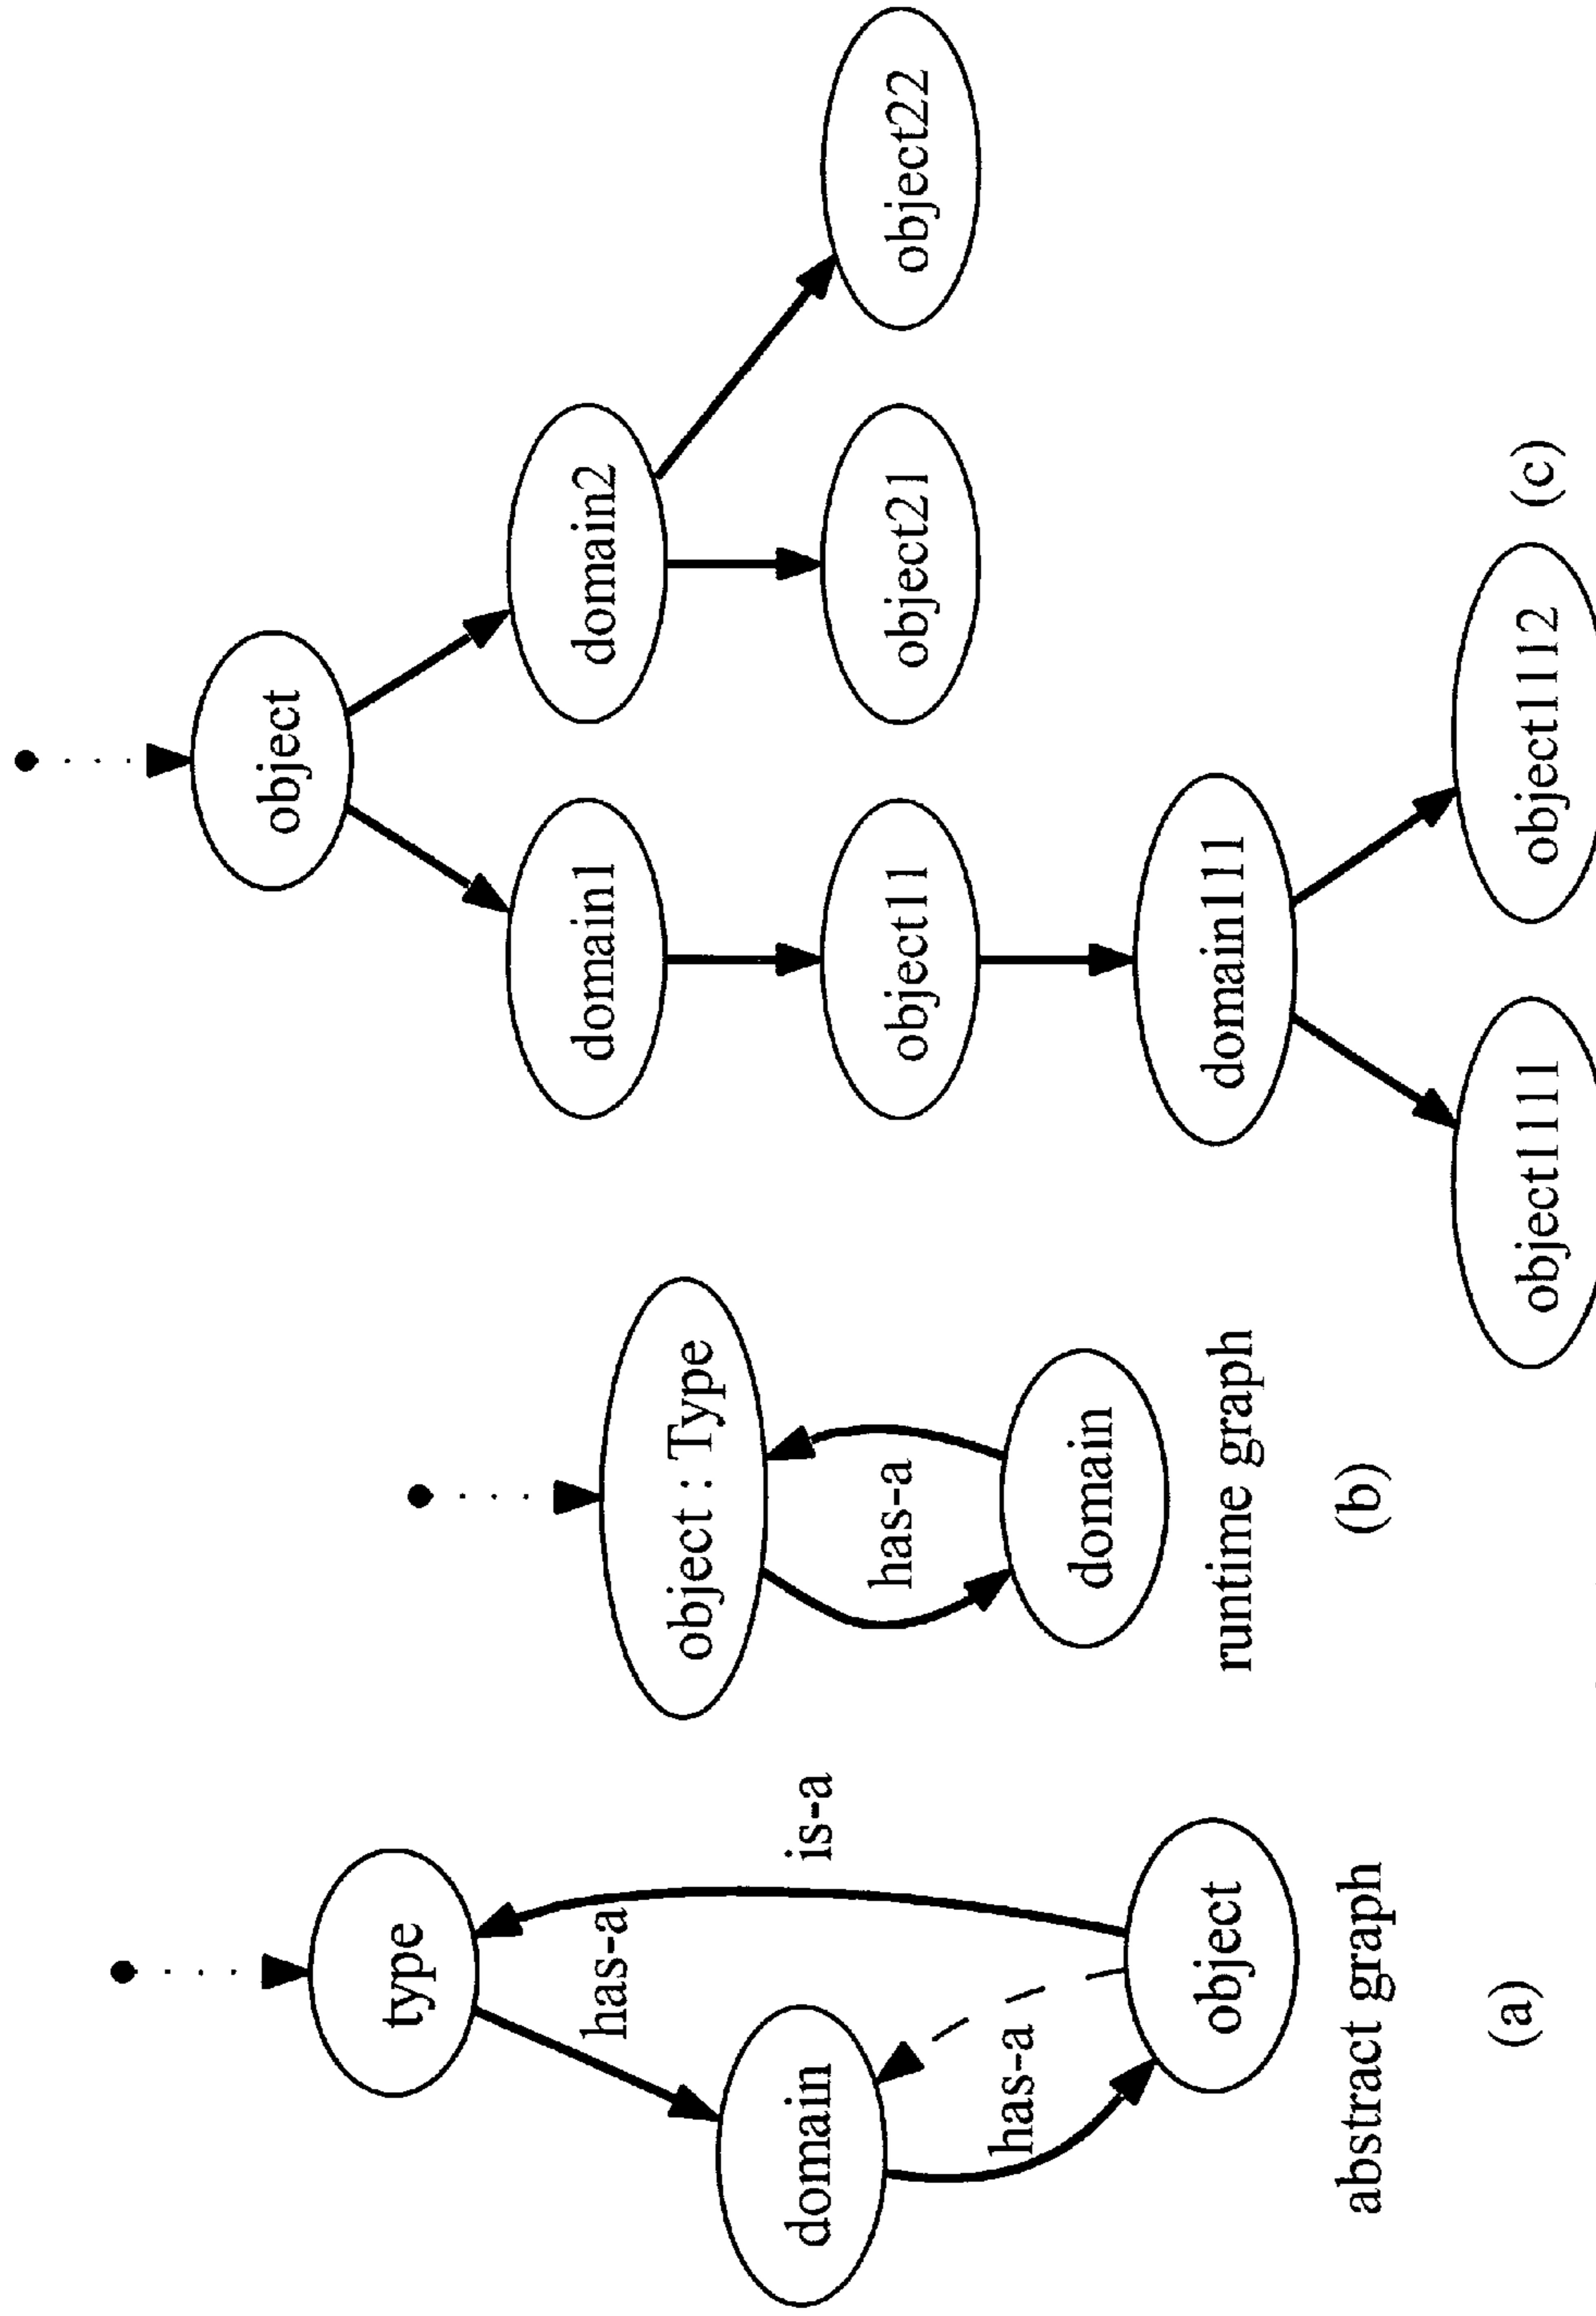 type
has-a
is-a
domain
has-a
object
abstract graph
(a)
object : Type
has-a
domain
runtime graph
(b)
object
domain1
domain2
object11
object21
object22
domain111
object1111
object1112
(c)